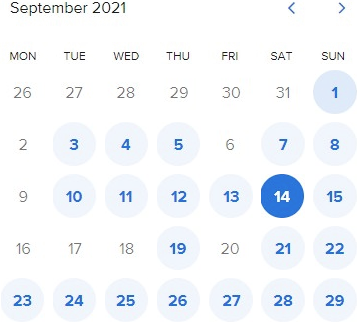 September 2021
MON TUE WED THU FRI SAT SUN
26 27 28 29 30 31 1
2 3 4 5 6 7 8
9 10 11 12 13 14 15
16 17 18 19 20 21 22
23 24 25 26 27 28 29